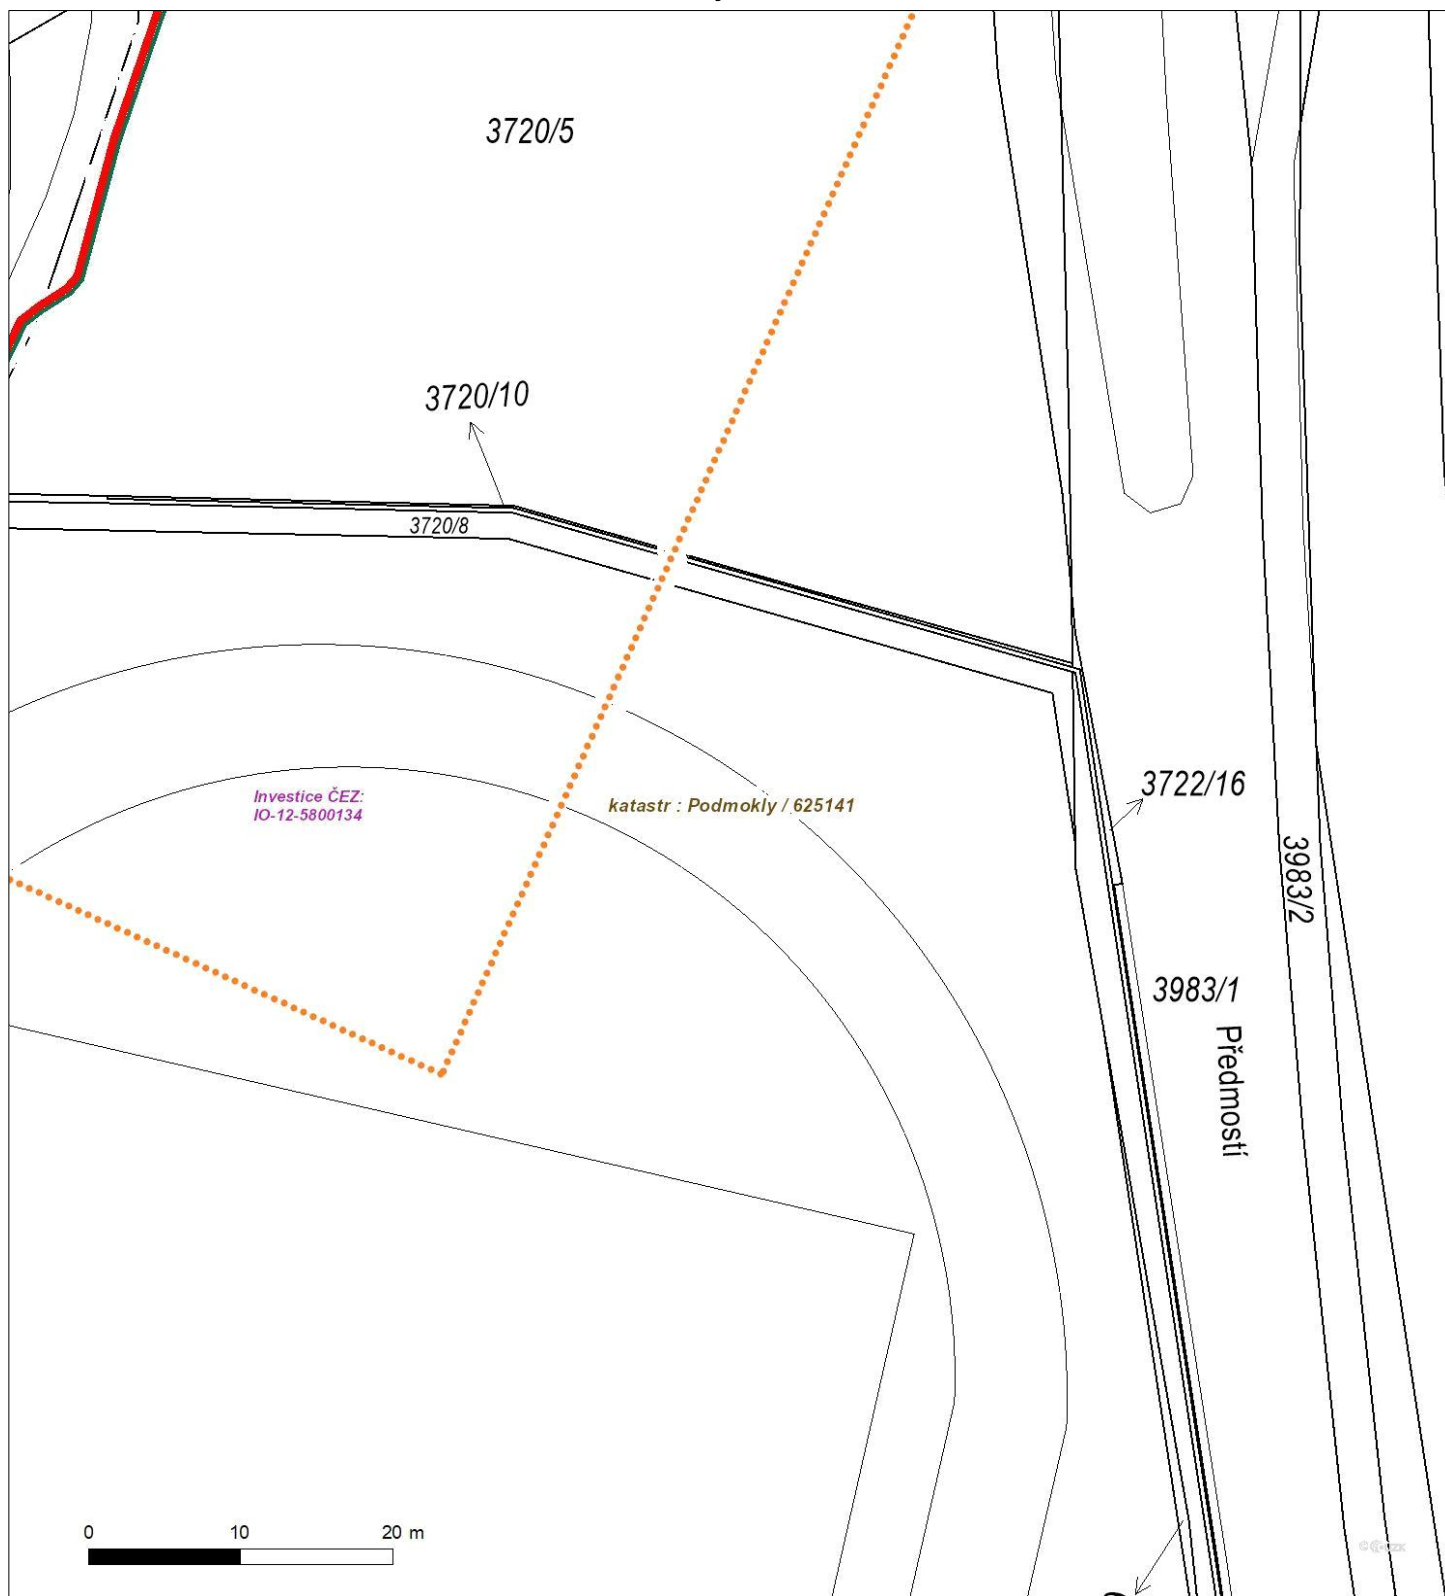 3720/5
3720/10
3720/8
Investice ČEZ:
IO-12-5800134
katastr : Podmokly / 625141
3722/16
3983/2
3983/1
Předmostí
0 10 20 m